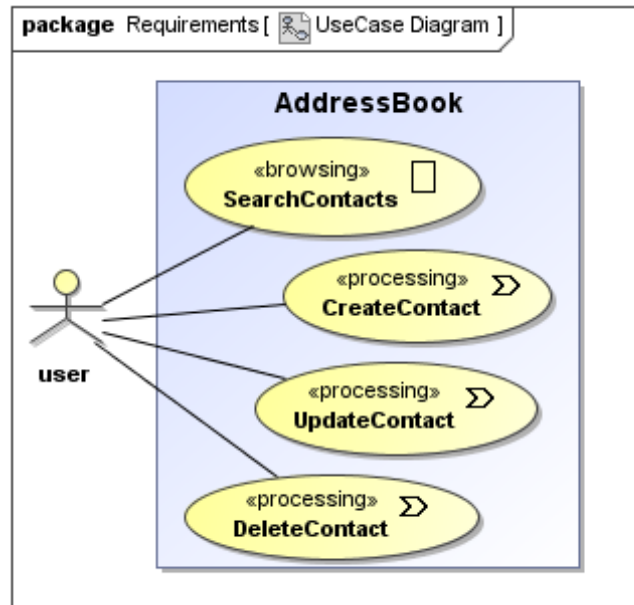 package Requirements [ UseCase Diagram ]
AddressBook
«browsing»
SearchContacts
«processing»
CreateContact
user
«processing»
UpdateContact
«processing»
DeleteContact